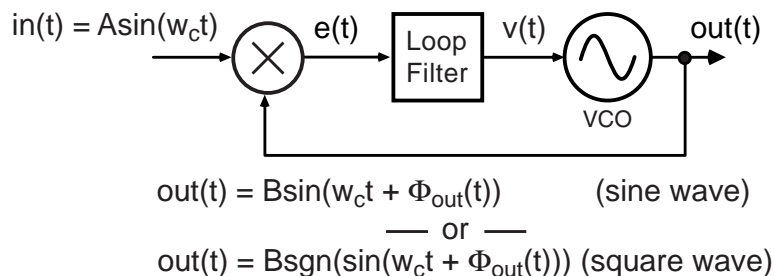 in(t) = Asin(w_ct)
e(t)
Loop
Filter
v(t)
out(t)
VCO
out(t) = Bsin(w_ct + Φ_out(t)) (sine wave)
or
out(t) = Bsgn(sin(w_ct + Φ_out(t))) (square wave)